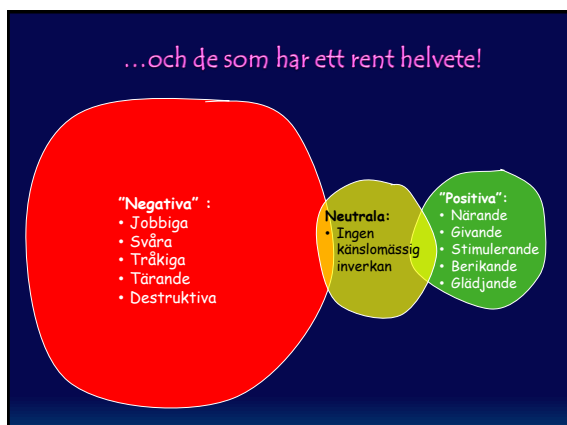 …och de som har ett rent helvete!
”Negativa” :
• Jobbiga
• Svåra
• Tråkiga
• Tärande
• Destruktiva
Neutrala:
• Ingen
känslomässig
inverkan
”Positiva”:
• Närande
• Givande
• Stimulerande
• Berikande
• Glädjande